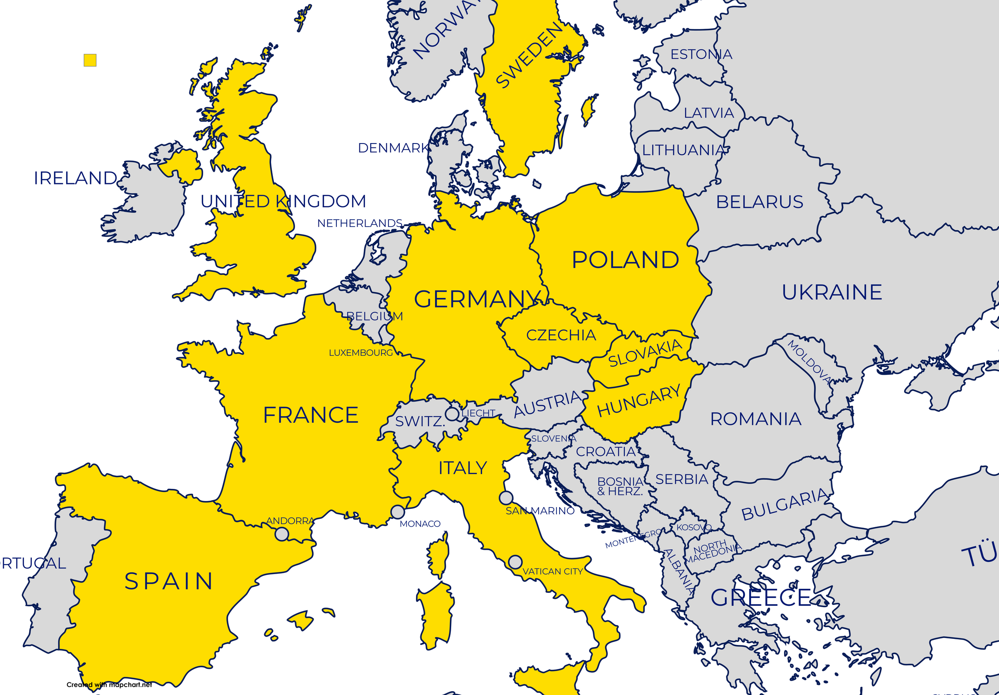 NORWAY
SWEDEN
ESTONIA
LATVIA
DENMARK
LITHUANIA
IRELAND
UNITED KINGDOM
BELARUS
NETHERLANDS
POLAND
GERMANY
UKRAINE
BELGIUM
CZECHIA
LUXEMBOURG
SLOVAKIA
MOLDOVA
FRANCE
AUSTRIA
HUNGARY
LIECHT
SWITZ.
ROMANIA
SLOVENIA
CROATIA
ITALY
BOSNIA
& HERZ.
SERBIA
BULGARIA
SAN MARINO
ANDORRA
MONACO
KOSOVO
MONTENEGRO
NORTH
MACEDONIA
ALBANIA
TÜ
RTUGAL
VATICAN CITY
SPAIN
GREECE
Created with mapchart.net